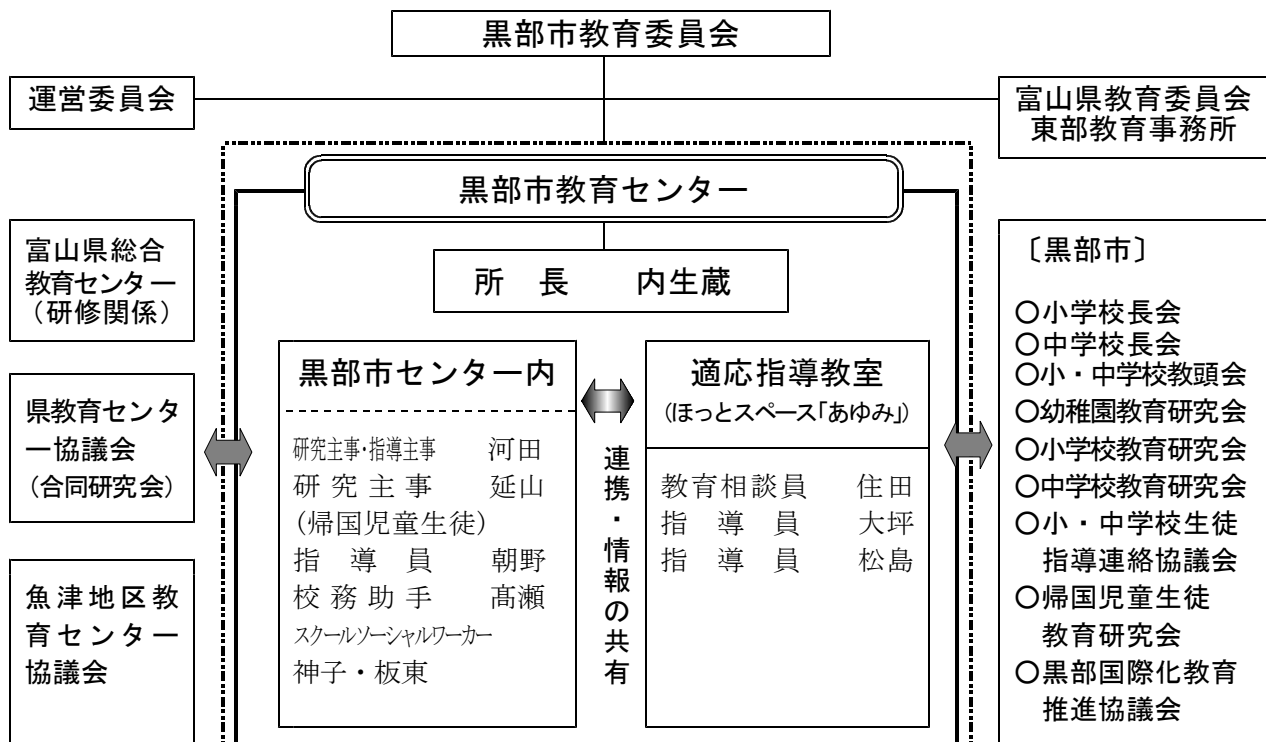 黒部市教育委員会
運営委員会
富山県教育委員会
東部教育事務所
黒部市教育センター
所　長　　内生蔵
富山県総合
教育センター
（研修関係）
県教育センタ
ー協議会
（合同研究会）
魚津地区教
育センター
協議会
黒部市センター内
研究主事・指導主事　河田
研究主事　延山
（帰国児童生徒）
指導員　朝野
校務助手　髙瀬
スクールソーシャルワーカー
神子・板東
連携・情報の共有
適応指導教室
（ほっとスペース「あゆみ」）
教育相談員　住田
指導員　大坪
指導員　松島
〔黒部市〕
○小学校長会
○中学校長会
○小・中学校教頭会
○幼稚園教育研究会
○小学校教育研究会
○中学校教育研究会
○小・中学校生徒
指導連絡協議会
○帰国児童生徒
教育研究会
○黒部国際化教育
推進協議会